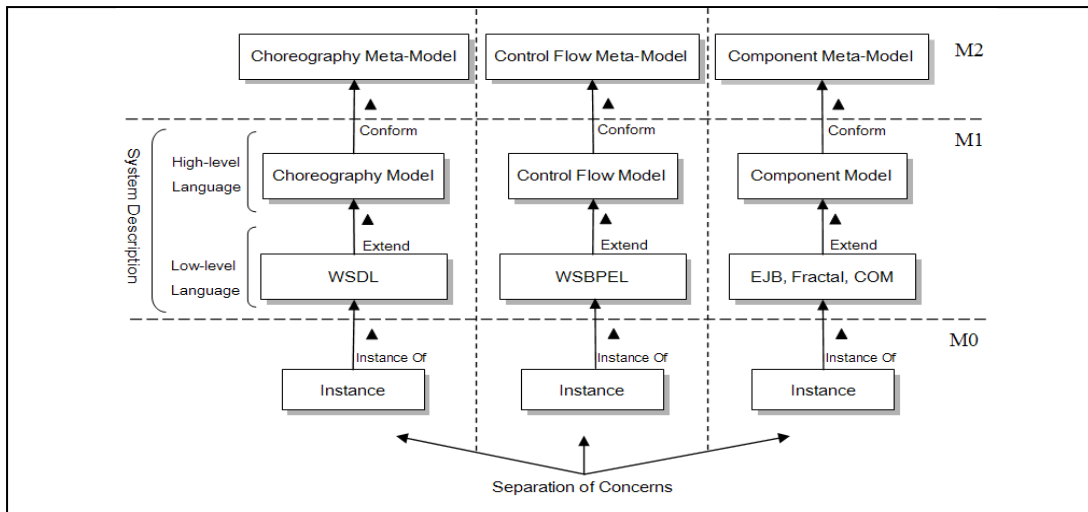 Choreography Meta-Model
Control Flow Meta-Model
Component Meta-Model
M2
Conform
Conform
Conform
M1
System Description
High-level
Language
Choreography Model
Control Flow Model
Component Model
Extend
Extend
Extend
Low-level
Language
WSDL
WSBPEL
EJB, Fractal, COM
M0
Instance Of
Instance Of
Instance Of
Instance
Instance
Instance
Separation of Concerns